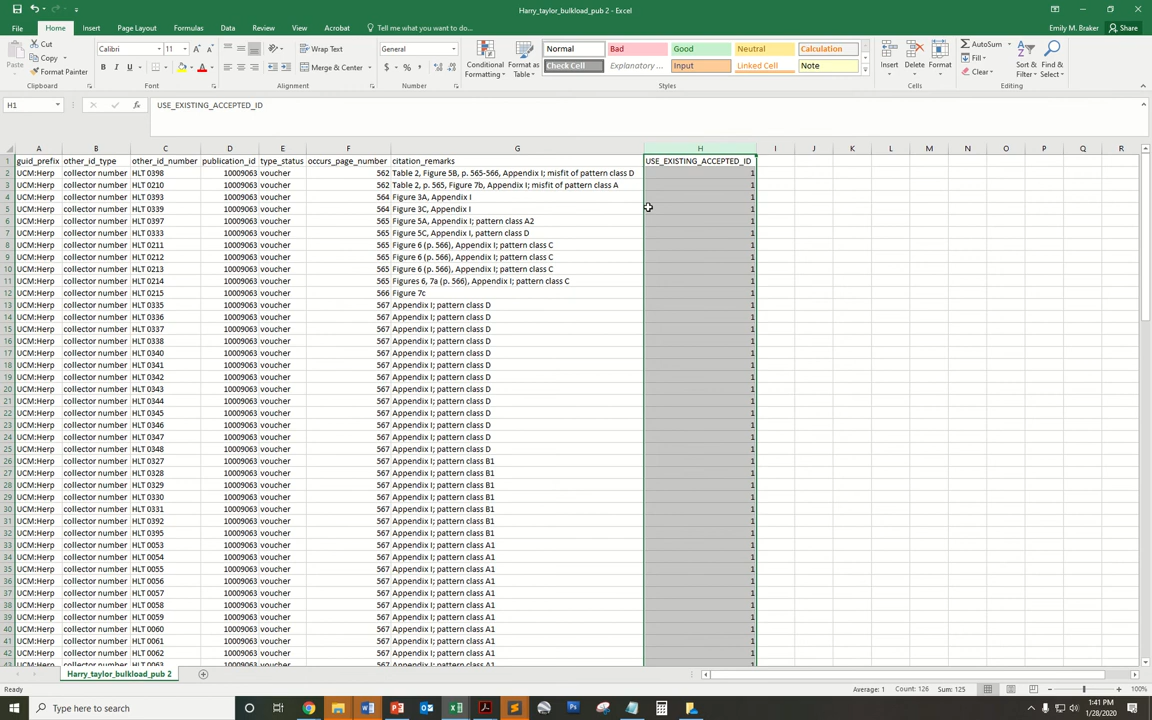 Harry_taylor_bulkload_pub 2 - Excel
Emily M. Braker
Share
File Home Insert Page Layout Formulas Data Review View Acrobat Tell me what you want to do...
Paste
Cut
Copy
Format Painter
Clipboard
Calibri 11
B I U
Font
Wrap Text
Merge & Center
Alignment
General
$ % ,
Number
Conditional Formatting
Format as Table
Normal Bad Good Neutral Calculation
Check Cell Explanatory ... Input Linked Cell Note
Styles
Insert Delete Format
Cells
AutoSum
Fill
Clear
Sort & Filter
Find & Select
Editing
H1 fx USE_EXISTING_ACCEPTED_ID
A B C D E F G H I J K L M N O P Q R
1 guid_prefix other_id_type other_id_number publication_id type_status occurs_page_number citation_remarks USE_EXISTING_ACCEPTED_ID
2 UCM:Herp collector number HLT 0398 10009063 voucher 562 Table 2, Figure 5B, p. 565-566, Appendix I; misfit of pattern class D 1
3 UCM:Herp collector number HLT 0210 10009063 voucher 562 Table 2, p. 565, Figure 7b, Appendix I; misfit of pattern class A 1
4 UCM:Herp collector number HLT 0393 10009063 voucher 564 Figure 3A, Appendix I 1
5 UCM:Herp collector number HLT 0339 10009063 voucher 564 Figure 3C, Appendix I 1
6 UCM:Herp collector number HLT 0397 10009063 voucher 565 Figure 5A, Appendix I; pattern class A2 1
7 UCM:Herp collector number HLT 0333 10009063 voucher 565 Figure 5C, Appendix I, pattern class D 1
8 UCM:Herp collector number HLT 0211 10009063 voucher 565 Figure 6 (p. 566), Appendix I; pattern class C 1
9 UCM:Herp collector number HLT 0212 10009063 voucher 565 Figure 6 (p. 566), Appendix I; pattern class C 1
10 UCM:Herp collector number HLT 0213 10009063 voucher 565 Figure 6 (p. 566), Appendix I; pattern class C 1
11 UCM:Herp collector number HLT 0214 10009063 voucher 565 Figures 6, 7a (p. 566), Appendix I; pattern class C 1
12 UCM:Herp collector number HLT 0215 10009063 voucher 566 Figure 7c 1
13 UCM:Herp collector number HLT 0335 10009063 voucher 567 Appendix I; pattern class D 1
14 UCM:Herp collector number HLT 0336 10009063 voucher 567 Appendix I; pattern class D 1
15 UCM:Herp collector number HLT 0337 10009063 voucher 567 Appendix I; pattern class D 1
16 UCM:Herp collector number HLT 0338 10009063 voucher 567 Appendix I; pattern class D 1
17 UCM:Herp collector number HLT 0340 10009063 voucher 567 Appendix I; pattern class D 1
18 UCM:Herp collector number HLT 0341 10009063 voucher 567 Appendix I; pattern class D 1
19 UCM:Herp collector number HLT 0342 10009063 voucher 567 Appendix I; pattern class D 1
20 UCM:Herp collector number HLT 0343 10009063 voucher 567 Appendix I; pattern class D 1
21 UCM:Herp collector number HLT 0344 10009063 voucher 567 Appendix I; pattern class D 1
22 UCM:Herp collector number HLT 0345 10009063 voucher 567 Appendix I; pattern class D 1
23 UCM:Herp collector number HLT 0346 10009063 voucher 567 Appendix I; pattern class D 1
24 UCM:Herp collector number HLT 0347 10009063 voucher 567 Appendix I; pattern class D 1
25 UCM:Herp collector number HLT 0348 10009063 voucher 567 Appendix I; pattern class D 1
26 UCM:Herp collector number HLT 0327 10009063 voucher 567 Appendix I; pattern class B1 1
27 UCM:Herp collector number HLT 0328 10009063 voucher 567 Appendix I; pattern class B1 1
28 UCM:Herp collector number HLT 0329 10009063 voucher 567 Appendix I; pattern class B1 1
29 UCM:Herp collector number HLT 0330 10009063 voucher 567 Appendix I; pattern class B1 1
30 UCM:Herp collector number HLT 0331 10009063 voucher 567 Appendix I; pattern class B1 1
31 UCM:Herp collector number HLT 0392 10009063 voucher 567 Appendix I; pattern class B1 1
32 UCM:Herp collector number HLT 0395 10009063 voucher 567 Appendix I; pattern class B1 1
33 UCM:Herp collector number HLT 0053 10009063 voucher 567 Appendix I; pattern class A1 1
34 UCM:Herp collector number HLT 0054 10009063 voucher 567 Appendix I; pattern class A1 1
35 UCM:Herp collector number HLT 0055 10009063 voucher 567 Appendix I; pattern class A1 1
36 UCM:Herp collector number HLT 0056 10009063 voucher 567 Appendix I; pattern class A1 1
37 UCM:Herp collector number HLT 0057 10009063 voucher 567 Appendix I; pattern class A1 1
38 UCM:Herp collector number HLT 0058 10009063 voucher 567 Appendix I; pattern class A1 1
39 UCM:Herp collector number HLT 0059 10009063 voucher 567 Appendix I; pattern class A1 1
40 UCM:Herp collector number HLT 0060 10009063 voucher 567 Appendix I; pattern class A1 1
41 UCM:Herp collector number HLT 0061 10009063 voucher 567 Appendix I; pattern class A1 1
42 UCM:Herp collector number HLT 0062 10009063 voucher 567 Appendix I; pattern class A1 1
43 UCM:Herp collector number HLT 0063 10009063 voucher 567 Appendix I; pattern class A1 1
Harry_taylor_bulkload_pub 2
Ready Average: 1 Count: 126 Sum: 125 100%
Type here to search
1:41 PM
1/28/2020